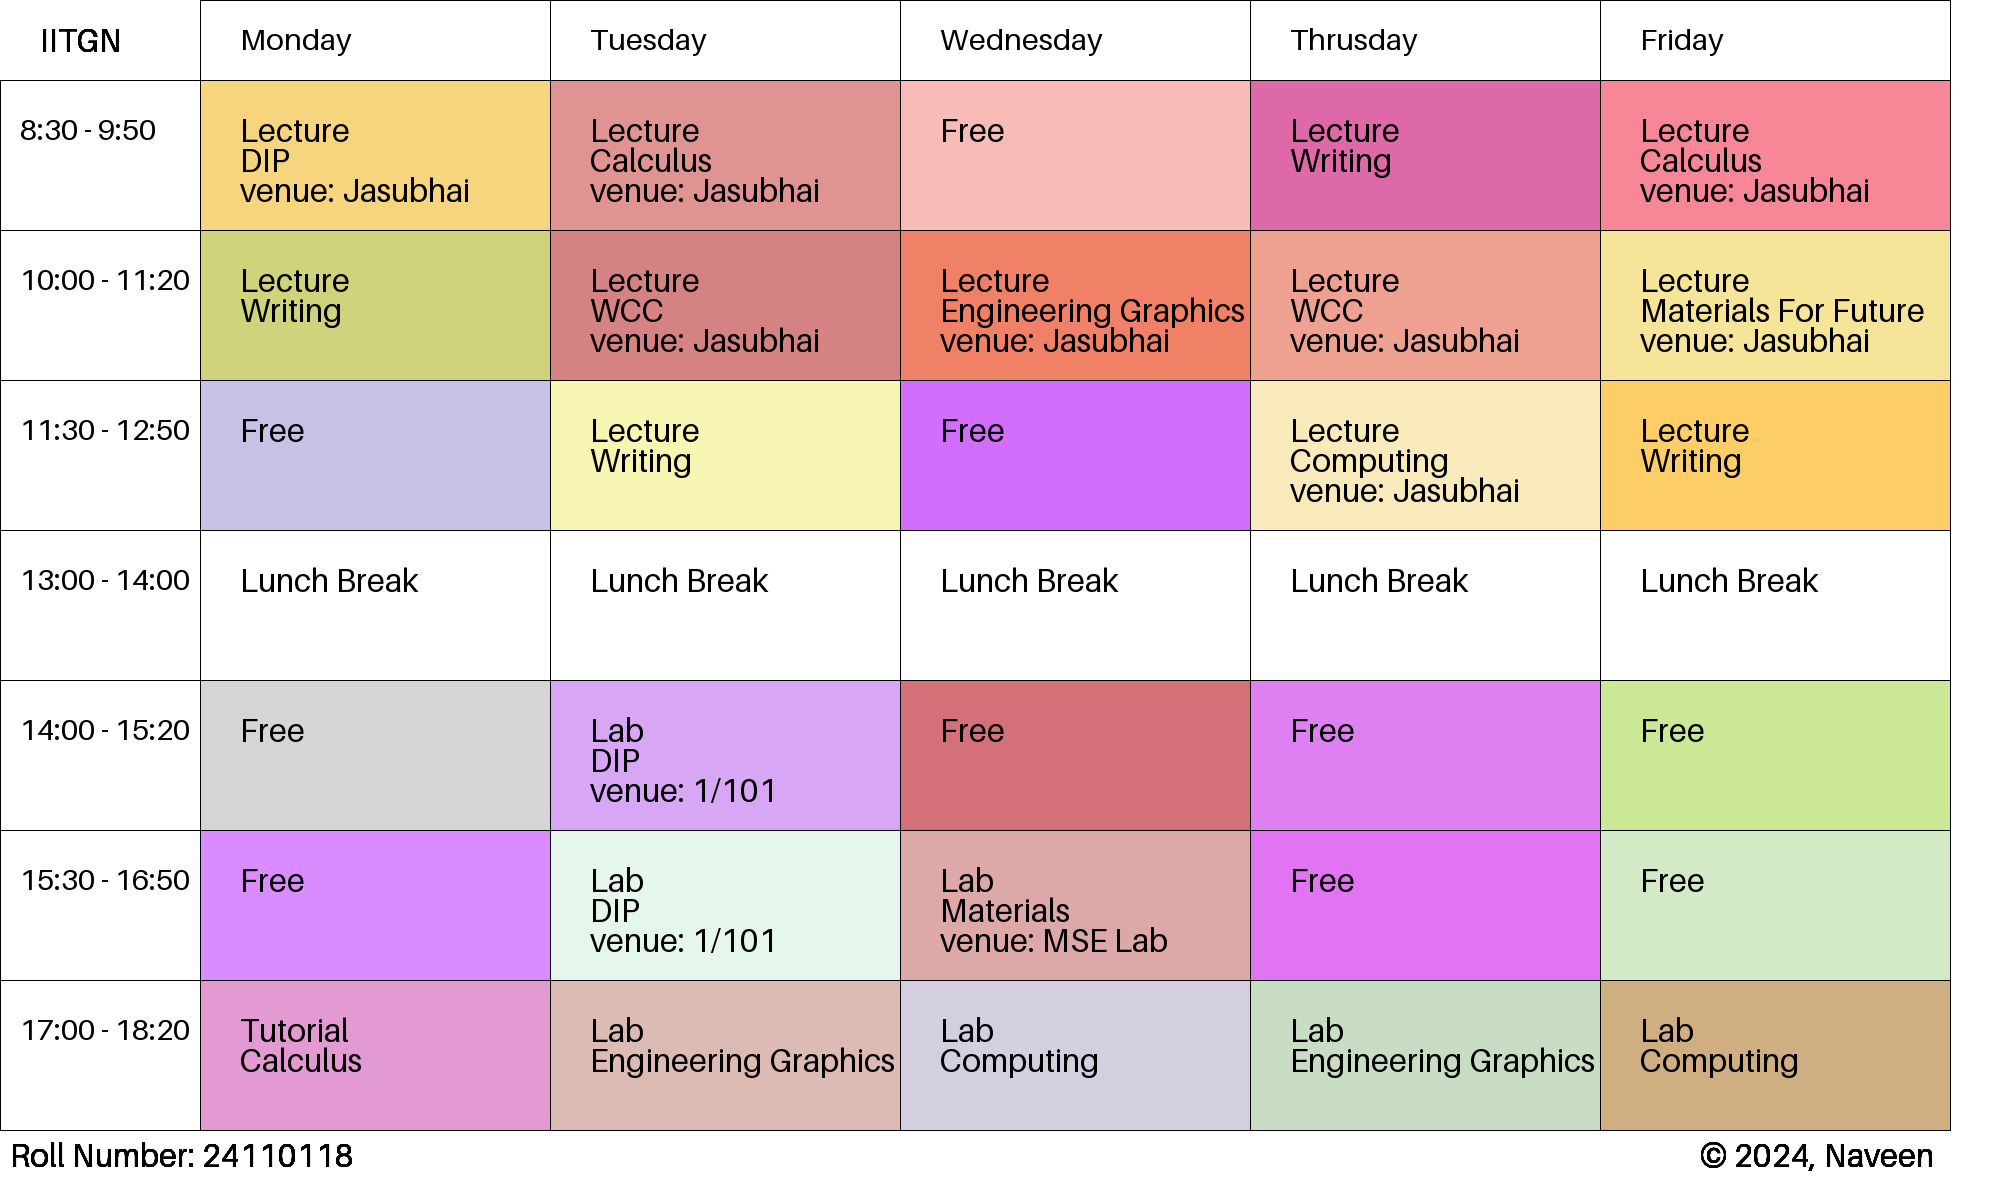 IITGN Monday Tuesday Wednesday Thrusday Friday
8:30 - 9:50
Lecture
DIP
venue: Jasubhai
Lecture
Calculus
venue: Jasubhai
Free
Lecture
Writing
Lecture
Calculus
venue: Jasubhai
10:00 - 11:20
Lecture
Writing
Lecture
WCC
venue: Jasubhai
Lecture
Engineering Graphics
venue: Jasubhai
Lecture
WCC
venue: Jasubhai
Lecture
Materials For Future
venue: Jasubhai
11:30 - 12:50
Free
Lecture
Writing
Free
Lecture
Computing
venue: Jasubhai
Lecture
Writing
13:00 - 14:00
Lunch Break
Lunch Break
Lunch Break
Lunch Break
Lunch Break
14:00 - 15:20
Free
Lab
DIP
venue: 1/101
Free
Free
Free
15:30 - 16:50
Free
Lab
DIP
venue: 1/101
Lab
Materials
venue: MSE Lab
Free
Free
17:00 - 18:20
Tutorial
Calculus
Lab
Engineering Graphics
Lab
Computing
Lab
Engineering Graphics
Lab
Computing
Roll Number: 24110118
© 2024, Naveen